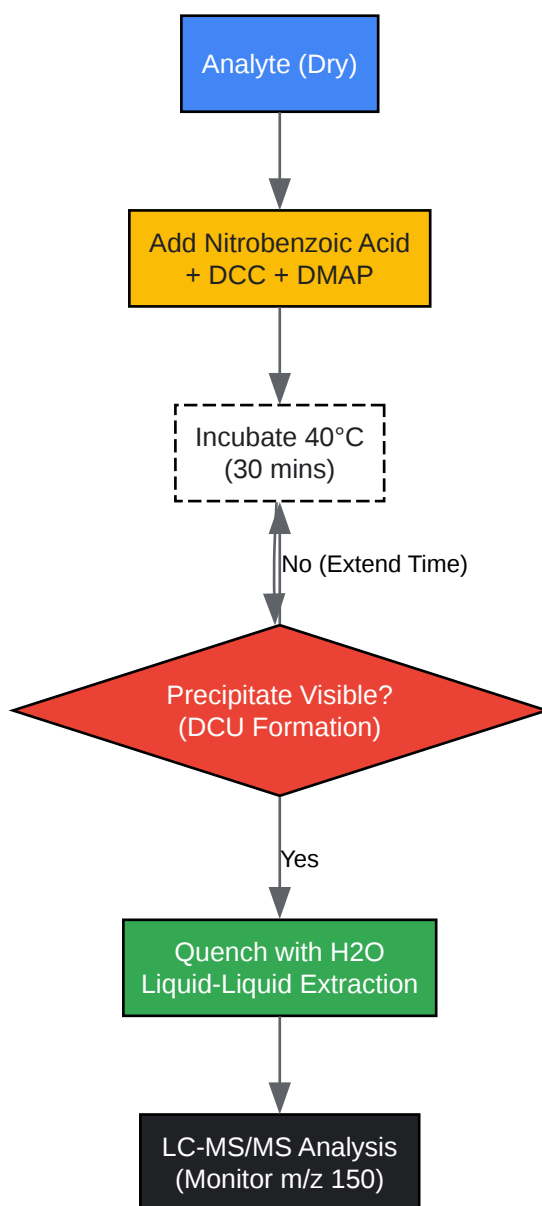 Analyte (Dry)
Add Nitrobenzoic Acid
+ DCC + DMAP
Incubate 40°C
(30 mins)
No (Extend Time)
Precipitate Visible?
(DCU Formation)
Yes
Quench with H2O
Liquid-Liquid Extraction
LC-MS/MS Analysis
(Monitor m/z 150)